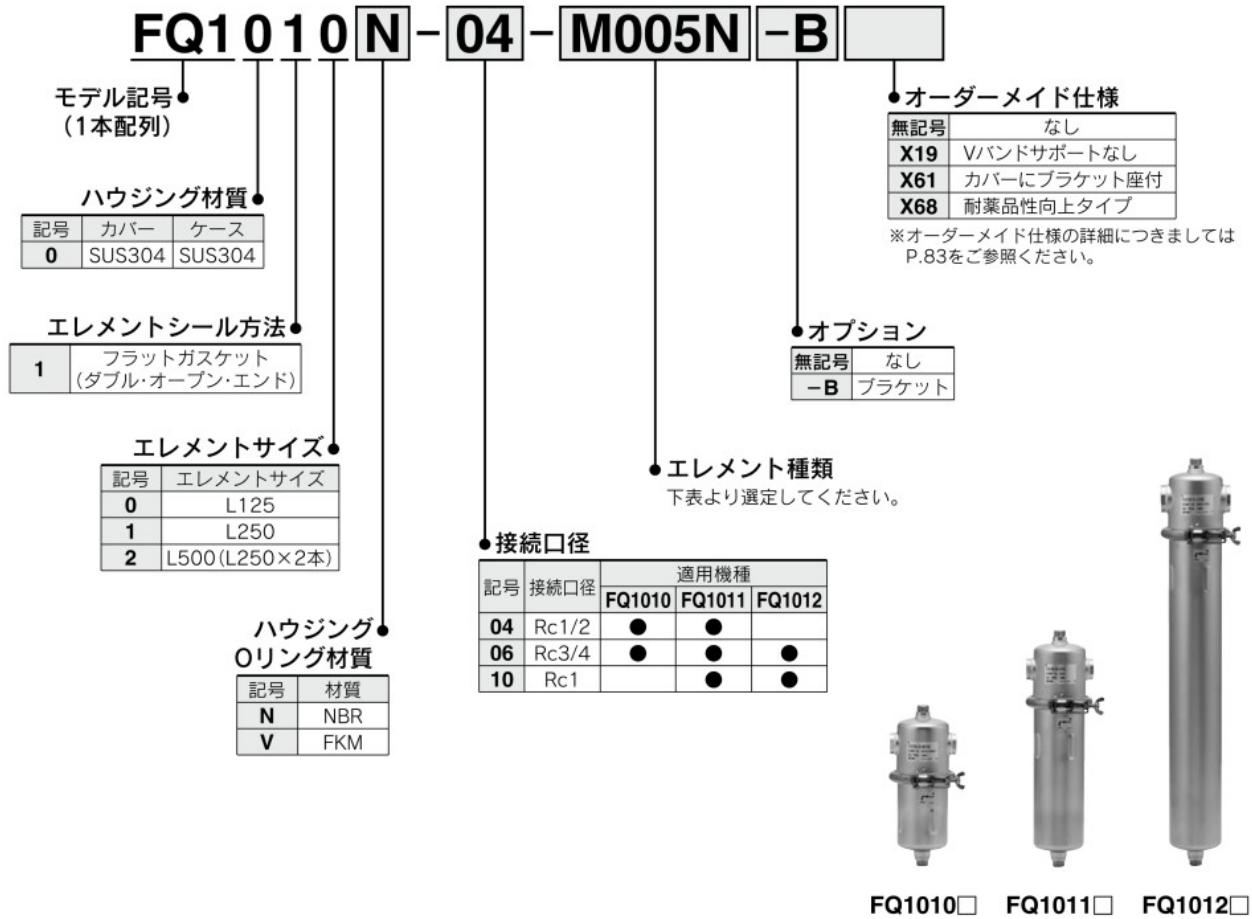 FQ1010N-04-M005N-B
モデル記号
（1本配列）
ハウジング材質
記号 カバー ケース
0 SUS304 SUS304
エレメントシール方法
1 フラットガスケット
(ダブル・オープン・エンド)
エレメントサイズ
記号 エレメントサイズ
0 L125
1 L250
2 L500(L250×2本)
ハウジング
Oリング材質
記号 材質
N NBR
V FKM
接続口径
記号 接続口径 適用機種
FQ1010 FQ1011 FQ1012
04 Rc1/2 ● ●
06 Rc3/4 ● ● ●
10 Rc1 ● ●
エレメント種類
下表より選定してください。
オプション
無記号 なし
-B ブラケット
オーダーメイド仕様
無記号 なし
X19 Vバンドサポートなし
X61 カバーにブラケット座付
X68 耐薬品性向上タイプ
※オーダーメイド仕様の詳細につきましては
P.83をご参照ください。
FQ1010□ FQ1011□ FQ1012□